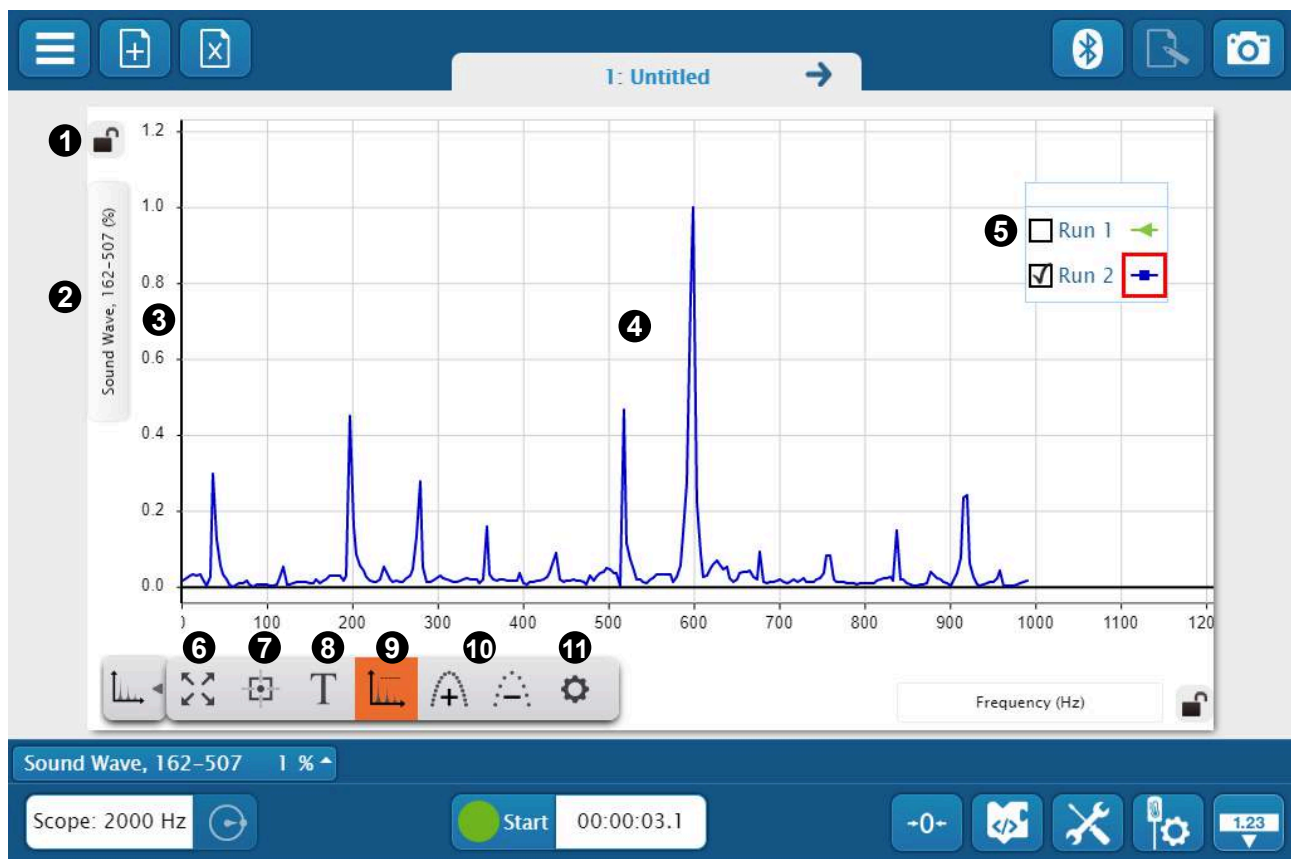 1: Untitled
1
2
3
4
5
Sound Wave, 162-507 (%)
1.2
1.0
0.8
0.6
0.4
0.2
0.0
Run 1
Run 2
0 100 200 300 400 500 600 700 800 900 1000 1100 120
6 7 8 9 10 11
T
Frequency (Hz)
Sound Wave, 162-507 1 %
Scope: 2000 Hz
Start 00:00:03.1
0
</>
1.23